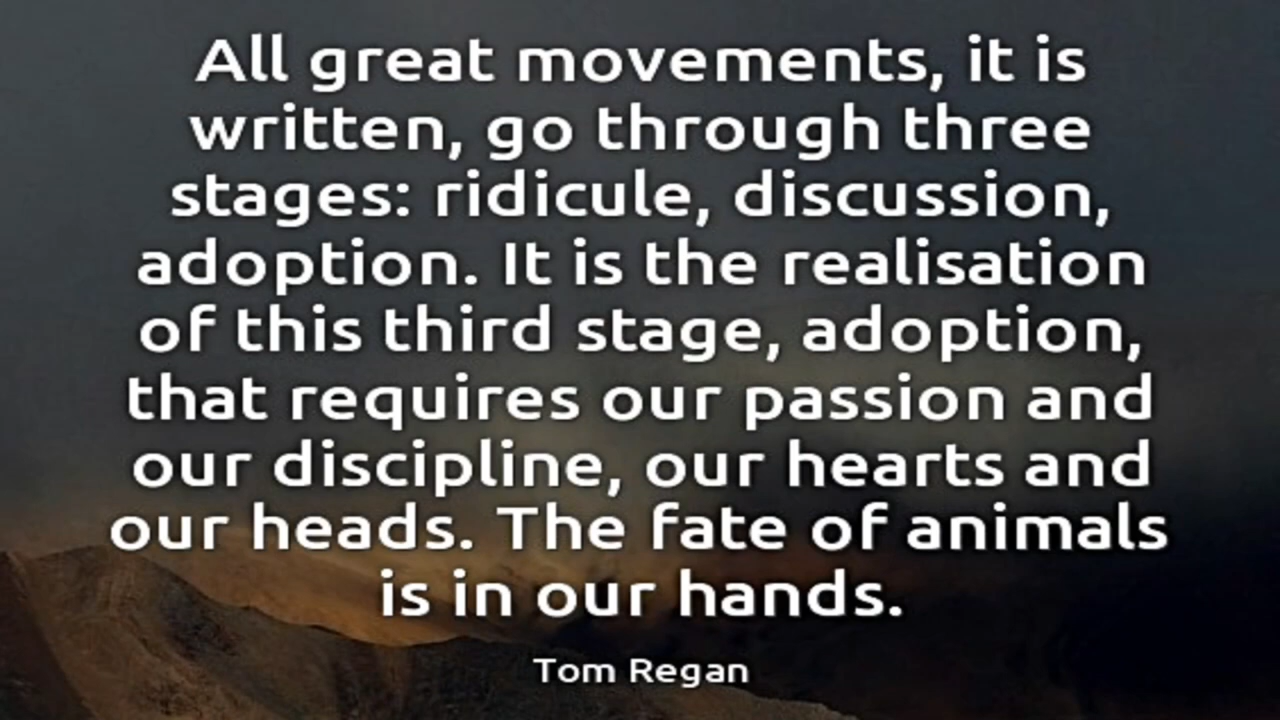 All great movements, it is
written, go through three
stages: ridicule, discussion,
adoption. It is the realisation
of this third stage, adoption,
that requires our passion and
our discipline, our hearts and
our heads. The fate of animals
is in our hands.
Tom Regan